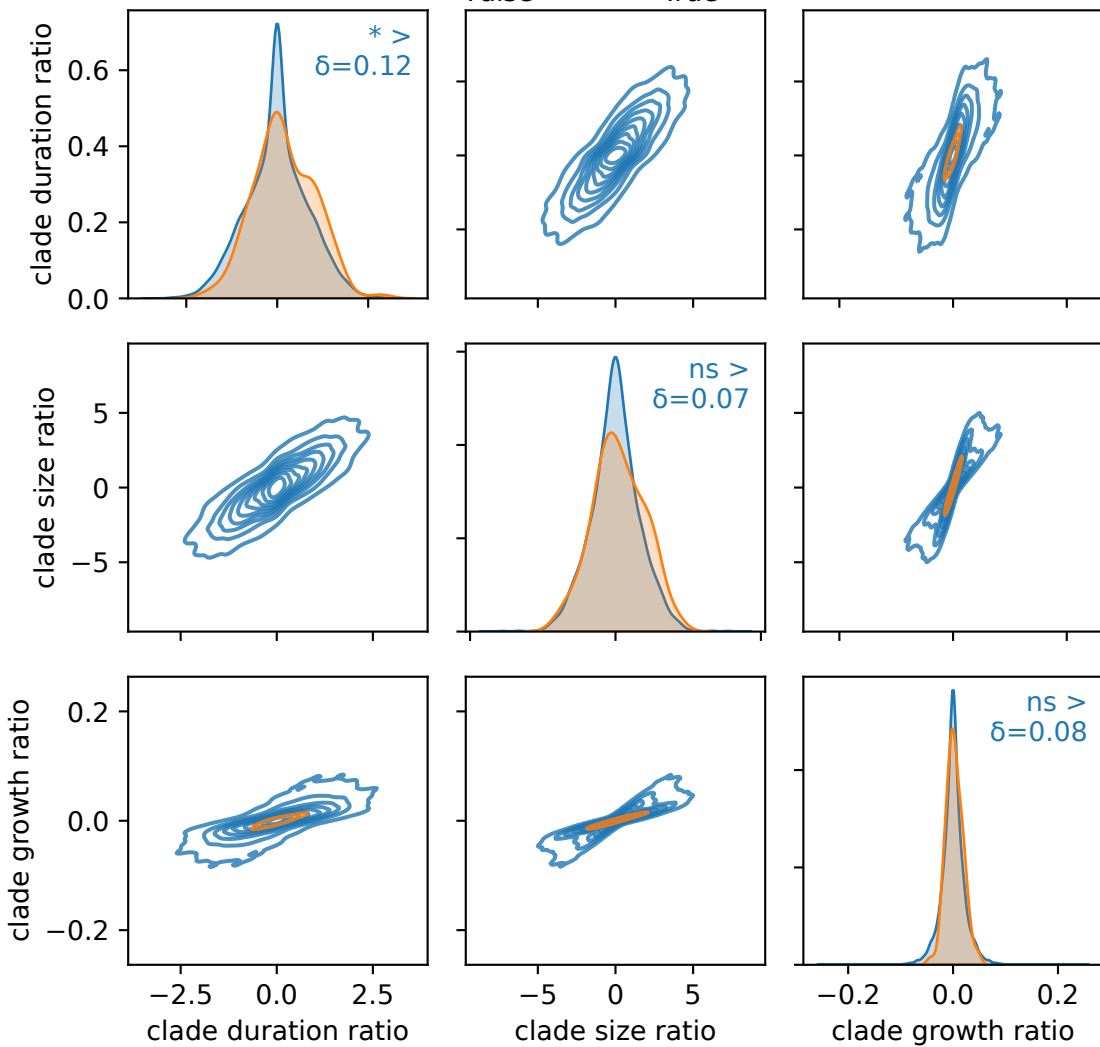 0.6
0.4
0.2
0.0
clade duration ratio
* >
δ=0.12
5
0
−5
clade size ratio
ns >
δ=0.07
0.2
0.0
−0.2
clade growth ratio
ns >
δ=0.08
−2.5 0.0 2.5
−5 0 5
−0.2 0.0 0.2
clade duration ratio
clade size ratio
clade growth ratio